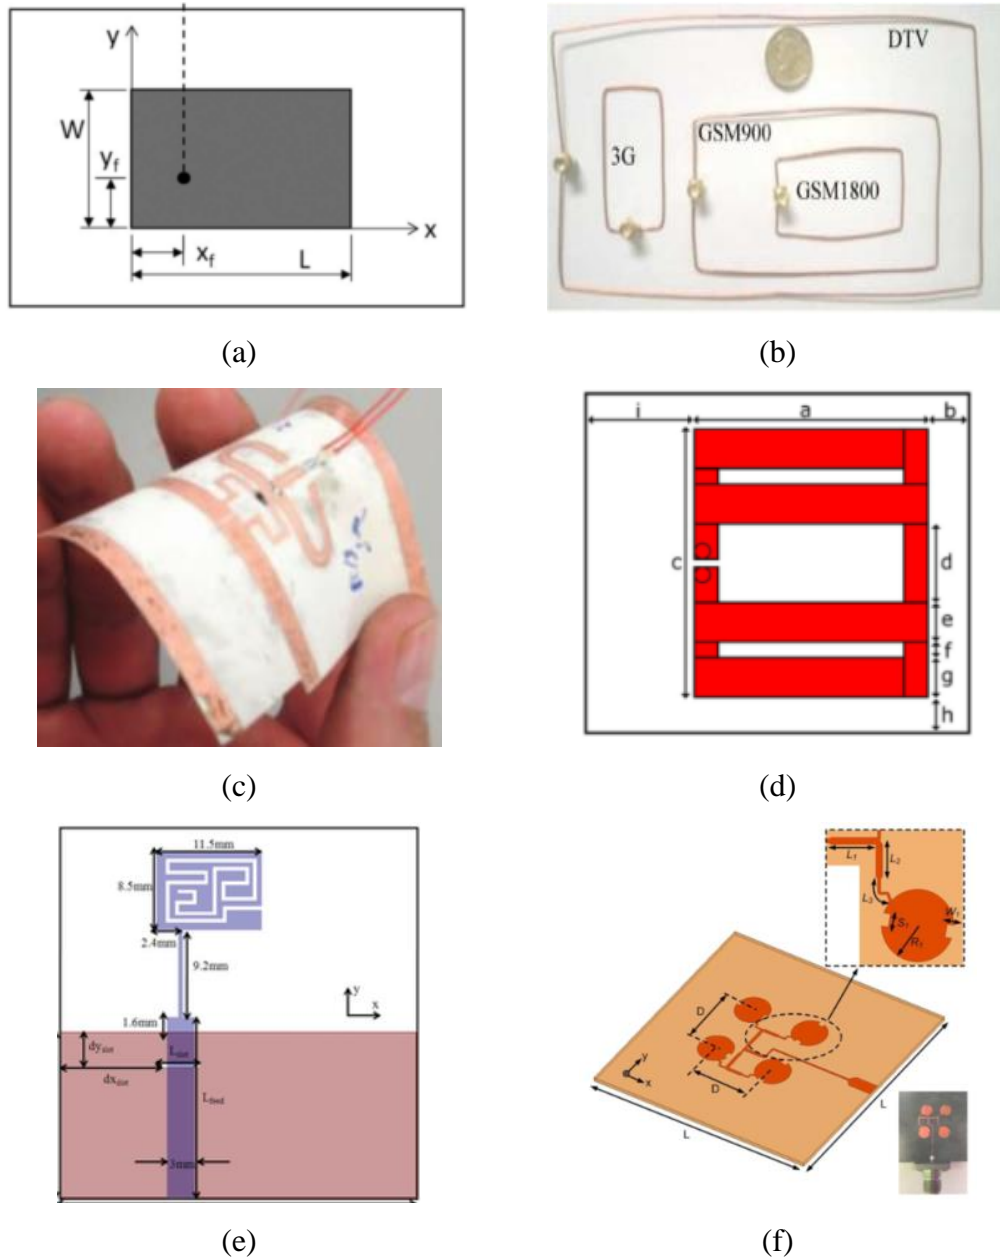 y
W
y_f
x_f
L
x
(a)
DTV
3G
GSM900
GSM1800
(b)
(c)
i
a
b
c
d
e
f
g
h
(d)
11.5mm
8.5mm
2.4mm
9.2mm
y
x
1.6mm
dy_slot
L_slot
dx_slot
L_feed
3mm
(e)
L_1
L_2
L_3
S_1
W_1
R_1
D
D
y
x
L
L
(f)